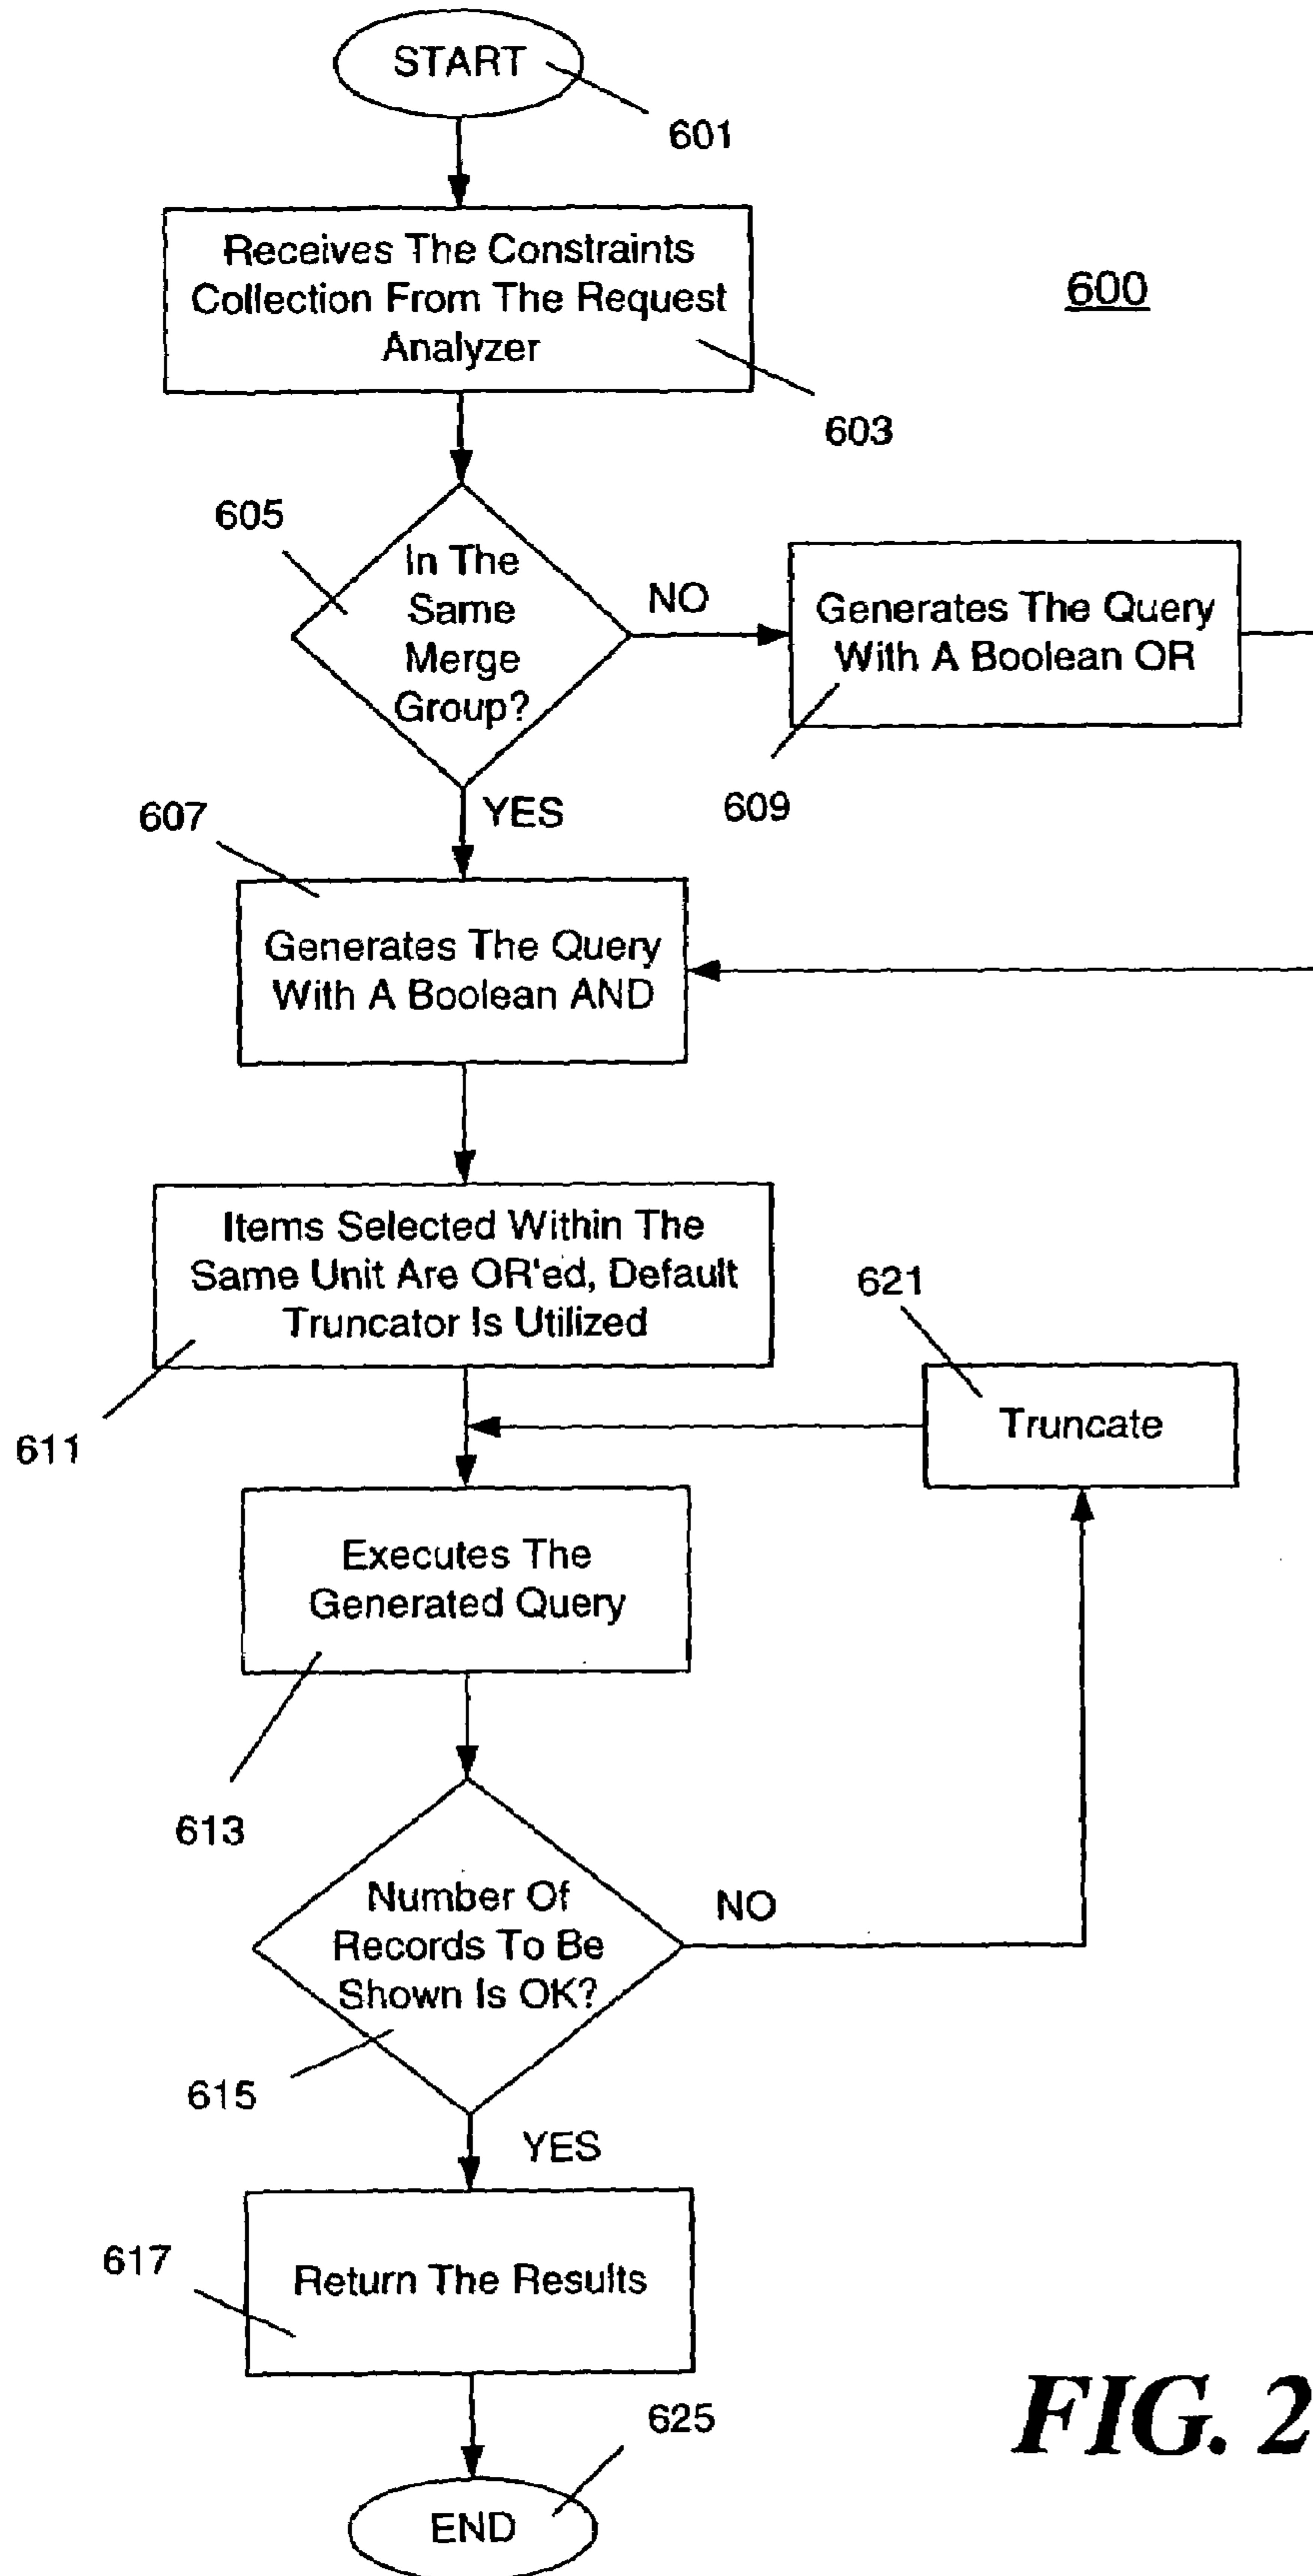 START
601
Receives The Constraints
Collection From The Request
Analyzer
600
603
605
In The
Same
Merge
Group?
NO
Generates The Query
With A Boolean OR
609
YES
607
Generates The Query
With A Boolean AND
Items Selected Within The
Same Unit Are OR'ed, Default
Truncator Is Utilized
611
621
Truncate
Executes The
Generated Query
613
Number Of
Records To Be
Shown Is OK?
NO
615
YES
617
Return The Results
625
END
FIG. 2